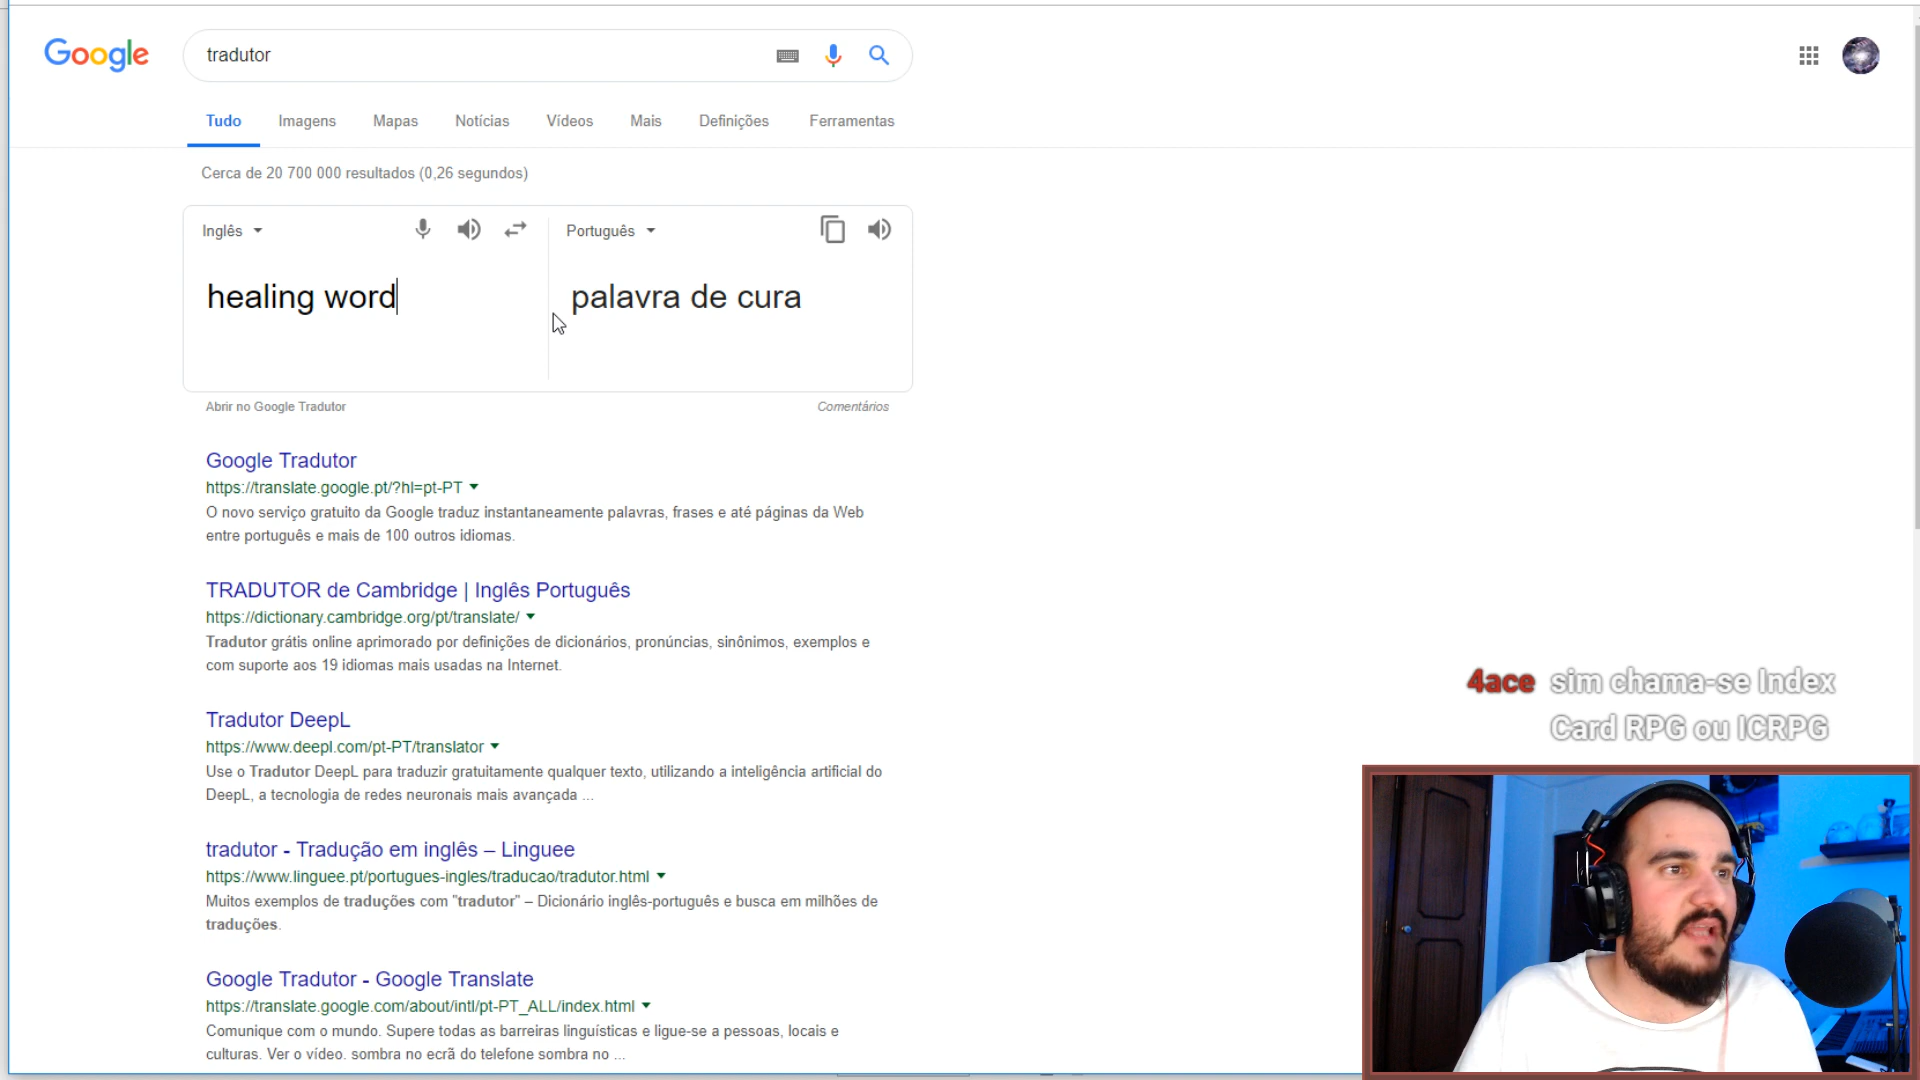 Google
tradutor
Tudo Imagens Mapas Notícias Vídeos Mais Definições Ferramentas
Cerca de 20 700 000 resultados (0,26 segundos)
Inglês Português
healing word palavra de cura
Abrir no Google Tradutor Comentários
Google Tradutor
https://translate.google.pt/?hl=pt-PT
O novo serviço gratuito da Google traduz instantaneamente palavras, frases e até páginas da Web
entre português e mais de 100 outros idiomas.
TRADUTOR de Cambridge | Inglês Português
https://dictionary.cambridge.org/pt/translate/
Tradutor grátis online aprimorado por definições de dicionários, pronúncias, sinônimos, exemplos e
com suporte aos 19 idiomas mais usadas na Internet.
Tradutor DeepL
https://www.deepl.com/pt-PT/translator
Use o Tradutor DeepL para traduzir gratuitamente qualquer texto, utilizando a inteligência artificial do
DeepL, a tecnologia de redes neuronais mais avançada ...
tradutor - Tradução em inglês – Linguee
https://www.linguee.pt/portugues-ingles/traducao/tradutor.html
Muitos exemplos de traduções com "tradutor" – Dicionário inglês-português e busca em milhões de
traduções.
Google Tradutor - Google Translate
https://translate.google.com/about/intl/pt-PT_ALL/index.html
Comunique com o mundo. Supere todas as barreiras linguísticas e ligue-se a pessoas, locais e
culturas. Ver o vídeo. sombra no ecrã do telefone sombra no ...
4ace sim chama-se Index
Card RPG ou ICRPG